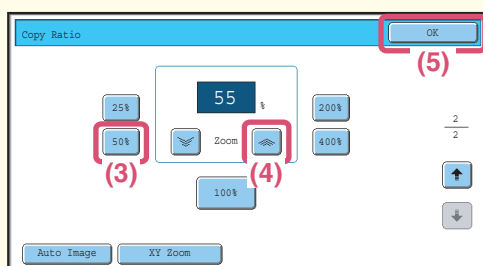 Copy Ratio
OK
(5)
55 %
25%
200%
50%
Zoom
400%
2
2
(3)
(4)
100%
Auto Image
XY Zoom